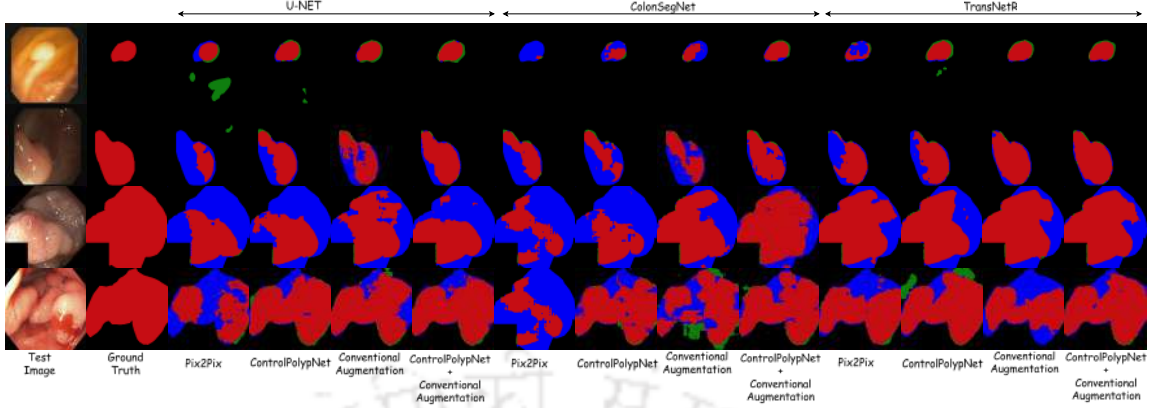 U-NET ColonSegNet TransNetR
Test Image
Ground Truth
Pix2Pix
ControlPolypNet
Conventional Augmentation
ControlPolypNet + Conventional Augmentation
Pix2Pix
ControlPolypNet
Conventional Augmentation
ControlPolypNet + Conventional Augmentation
Pix2Pix
ControlPolypNet
Conventional Augmentation
ControlPolypNet + Conventional Augmentation